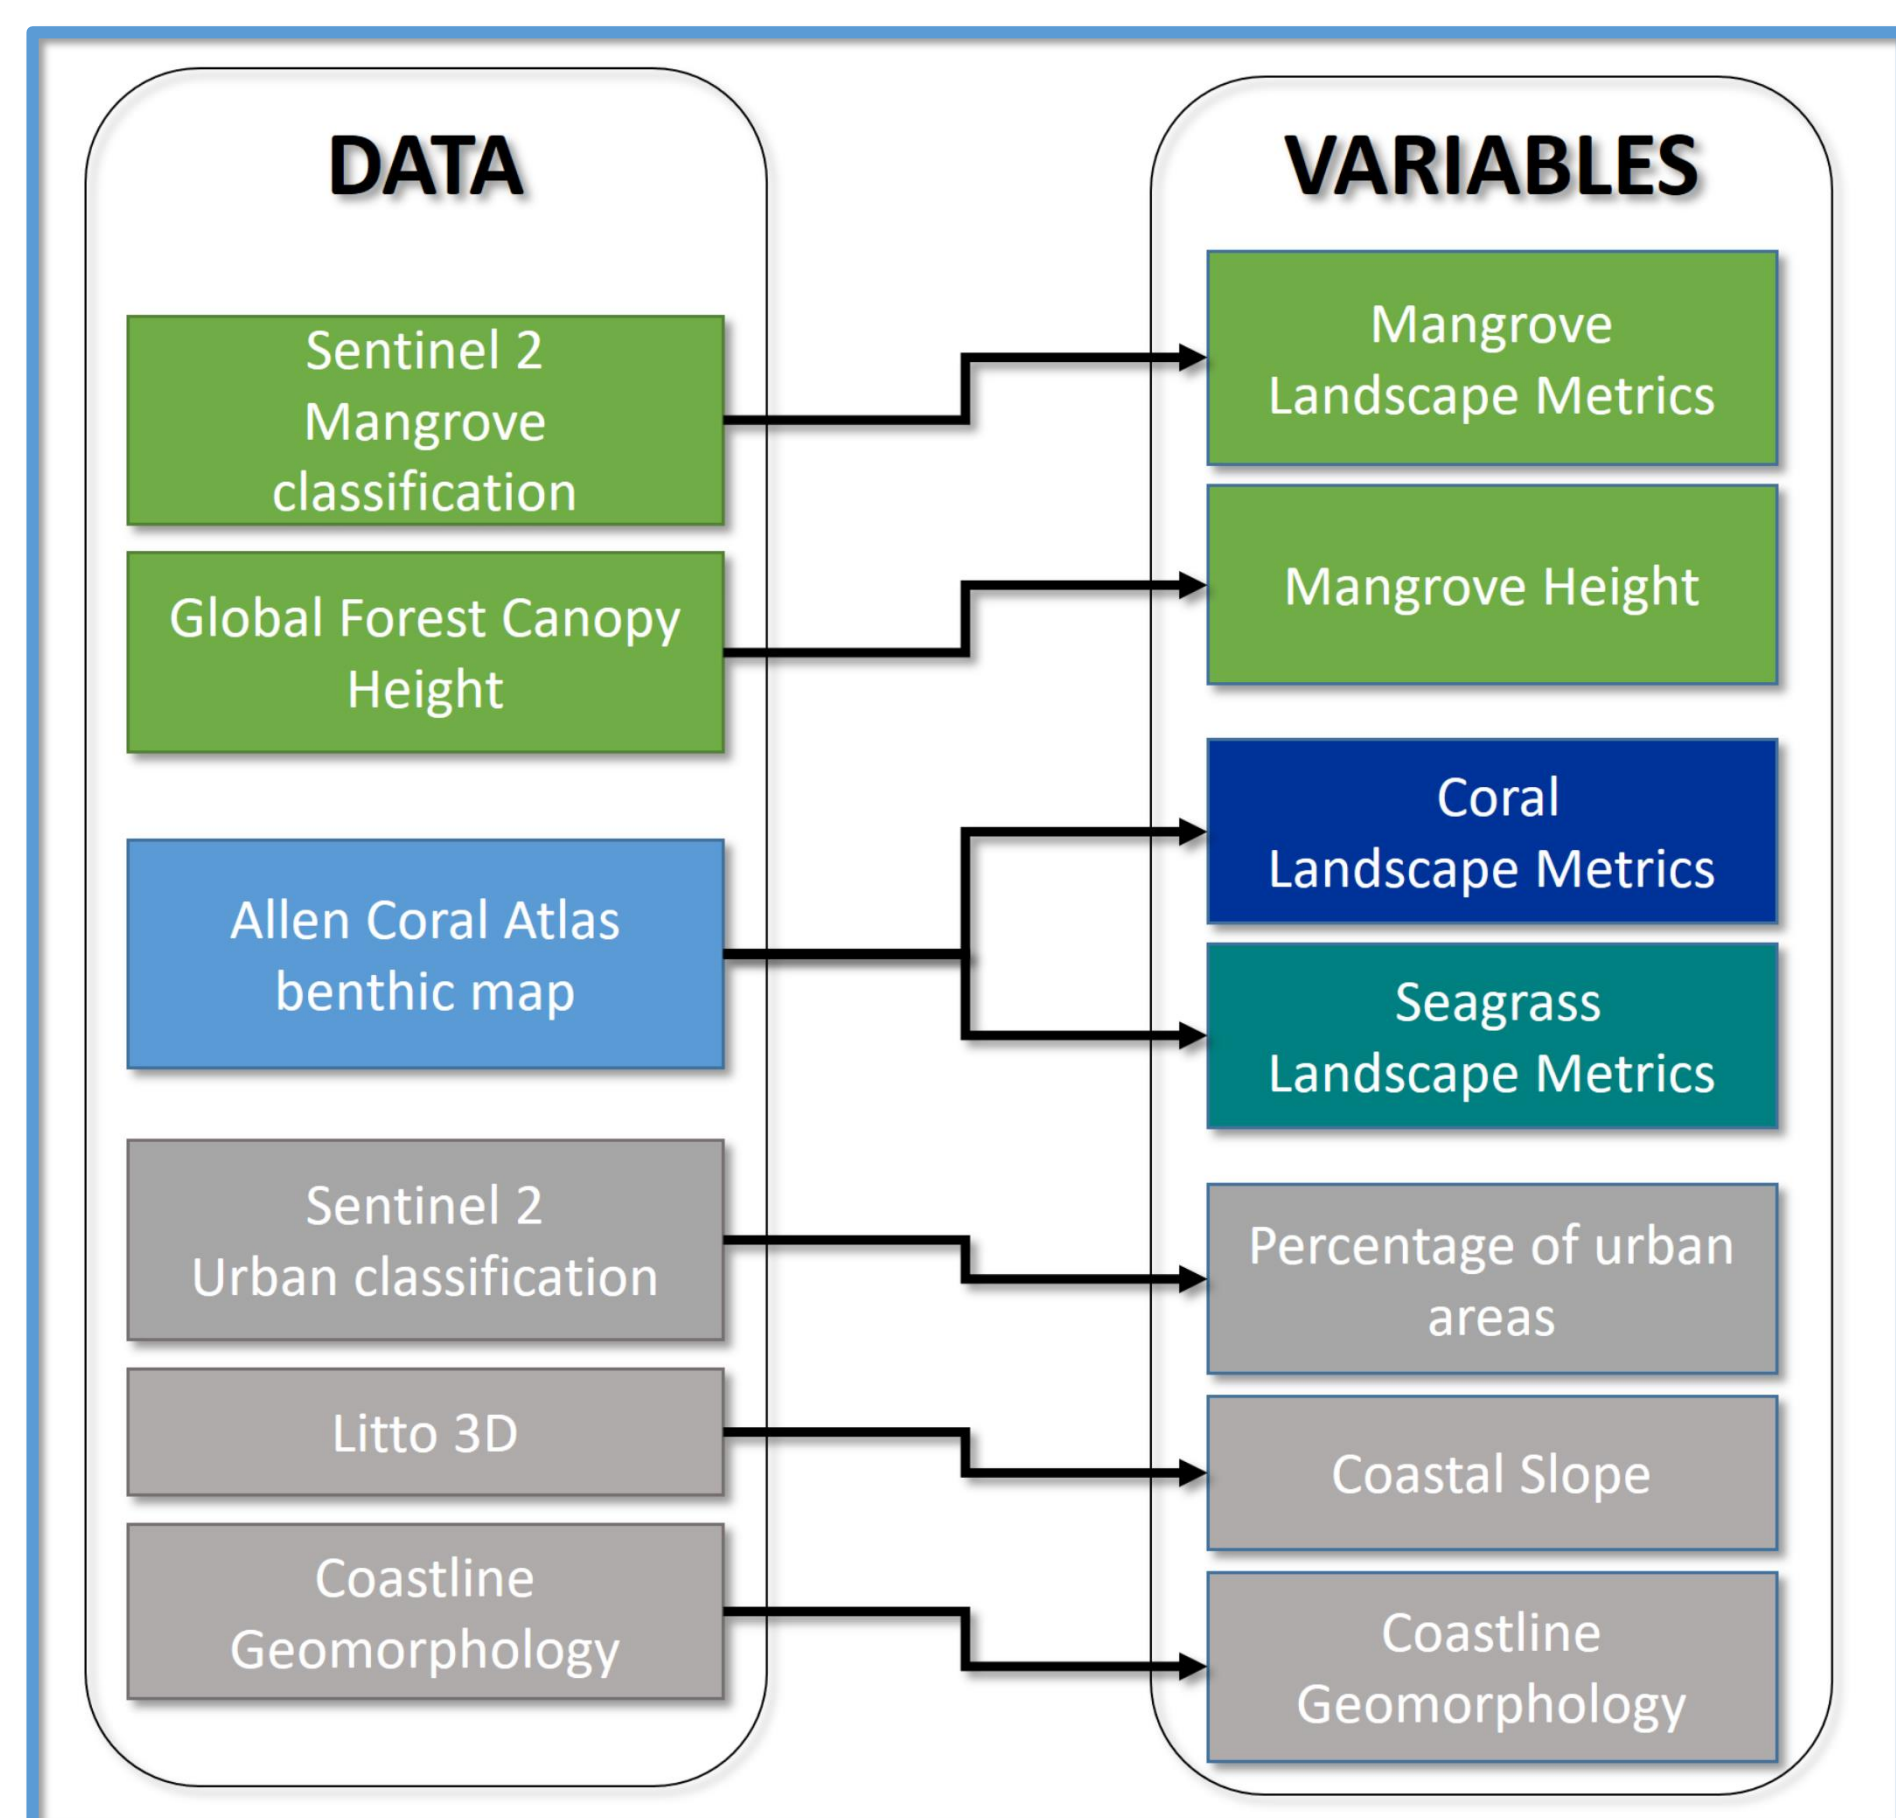 DATA
Sentinel 2
Mangrove
classification
Global Forest Canopy
Height
Allen Coral Atlas
benthic map
Sentinel 2
Urban classification
Litto 3D
Coastline
Geomorphology
VARIABLES
Mangrove
Landscape Metrics
Mangrove Height
Coral
Landscape Metrics
Seagrass
Landscape Metrics
Percentage of urban
areas
Coastal Slope
Coastline
Geomorphology